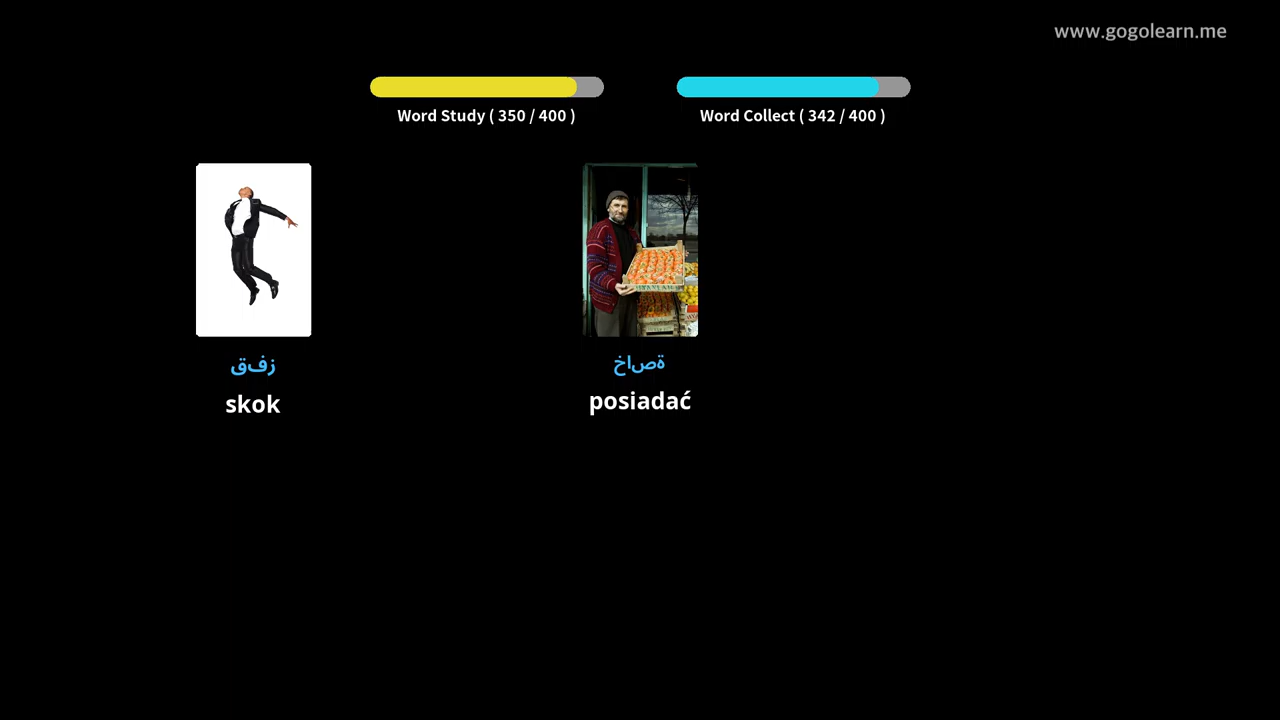 www.gogolearn.me
Word Study ( 350 / 400 )
Word Collect ( 342 / 400 )
زفق
ةصاخ
skok
posiadać